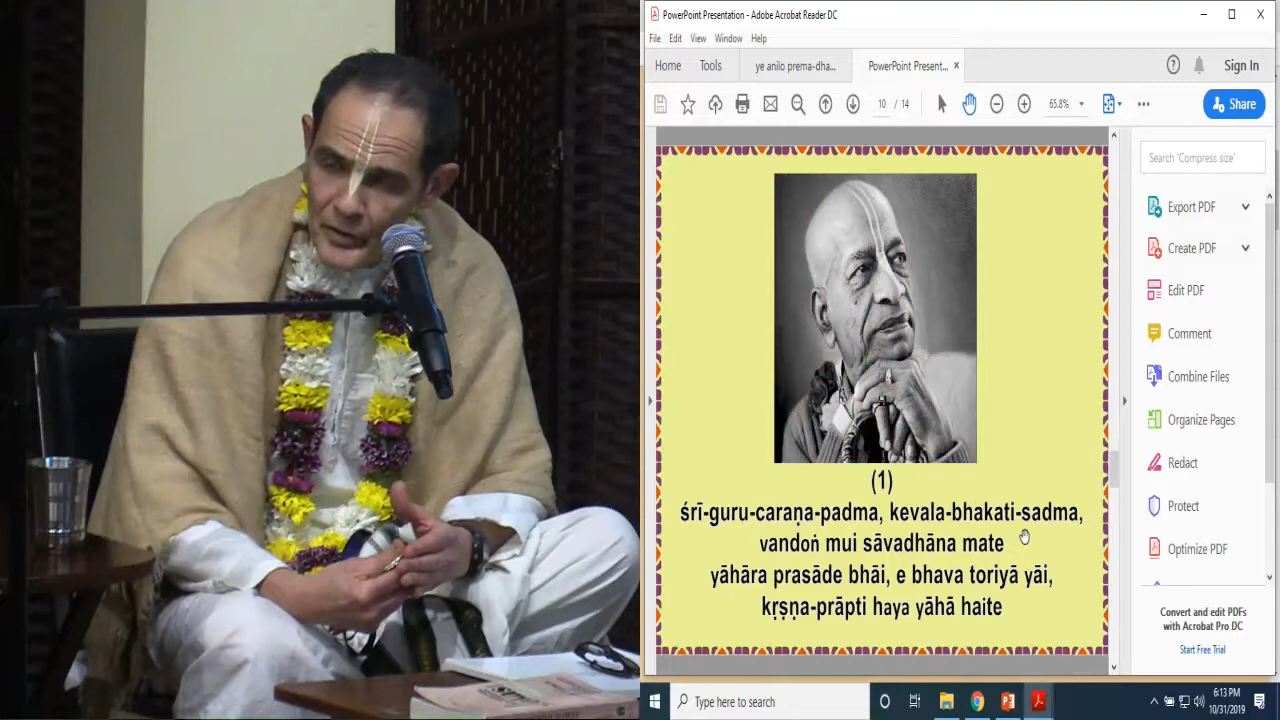 PowerPoint Presentation - Adobe Acrobat Reader DC
File Edit View Window Help
Home Tools ye anilo prema-dha... PowerPoint Present... Sign In
10 / 14 65.8% Share
Search 'Compress size'
Export PDF
Create PDF
Edit PDF
Comment
Combine Files
Organize Pages
Redact
Protect
Optimize PDF
Convert and edit PDFs
with Acrobat Pro DC
Start Free Trial
(1)
śrī-guru-caraṇa-padma, kevala-bhakati-sadma,
vandoṅ mui sāvadhāna mate
yāhāra prasāde bhāi, e bhava toriyā yāi,
kṛṣṇa-prāpti haya yāhā haite
Type here to search
6:13 PM
10/31/2019